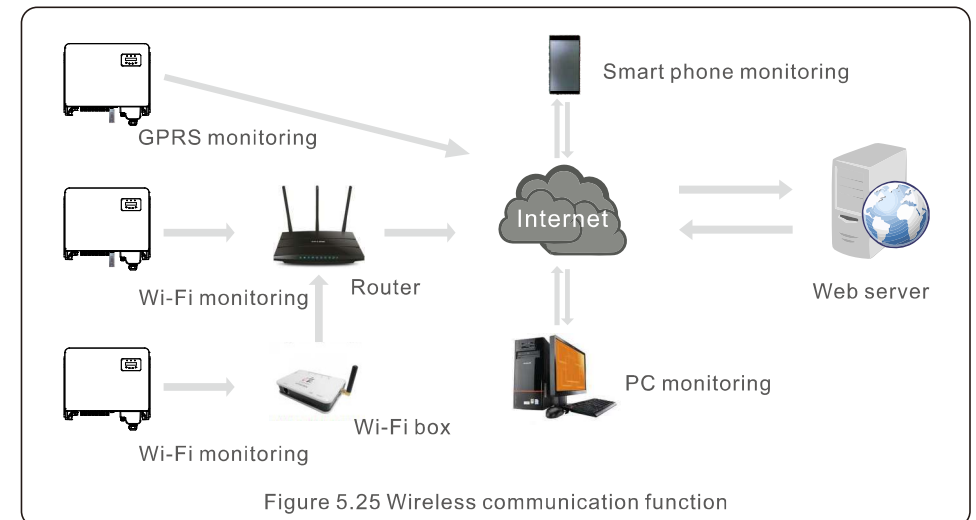 Smart phone monitoring
GPRS monitoring
Internet
Router
Web server
Wi-Fi monitoring
PC monitoring
Wi-Fi box
Wi-Fi monitoring
Figure 5.25 Wireless communication function